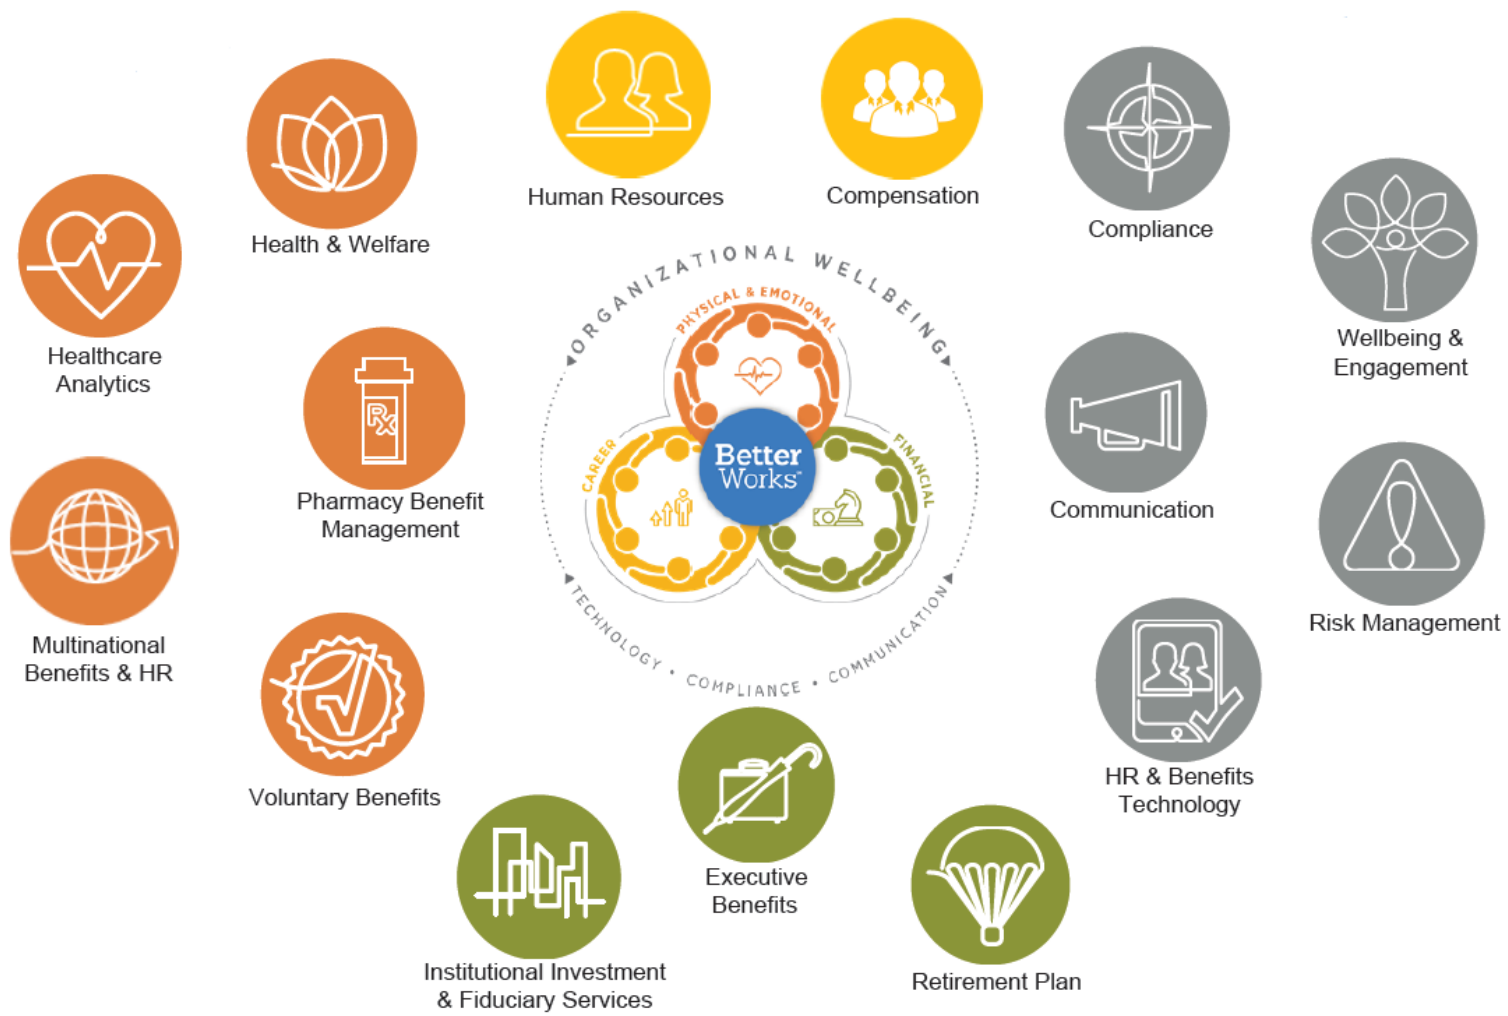 Human Resources
Compensation
Compliance
Health & Welfare
Wellbeing &
Engagement
Healthcare
Analytics
ORGANIZATIONAL WELLBEING
PHYSICAL & EMOTIONAL
CAREER
FINANCIAL
Better
Works™
TECHNOLOGY • COMPLIANCE • COMMUNICATION
Rx
Pharmacy Benefit
Management
Communication
Risk Management
Multinational
Benefits & HR
Voluntary Benefits
HR & Benefits
Technology
Executive
Benefits
Institutional Investment
& Fiduciary Services
Retirement Plan